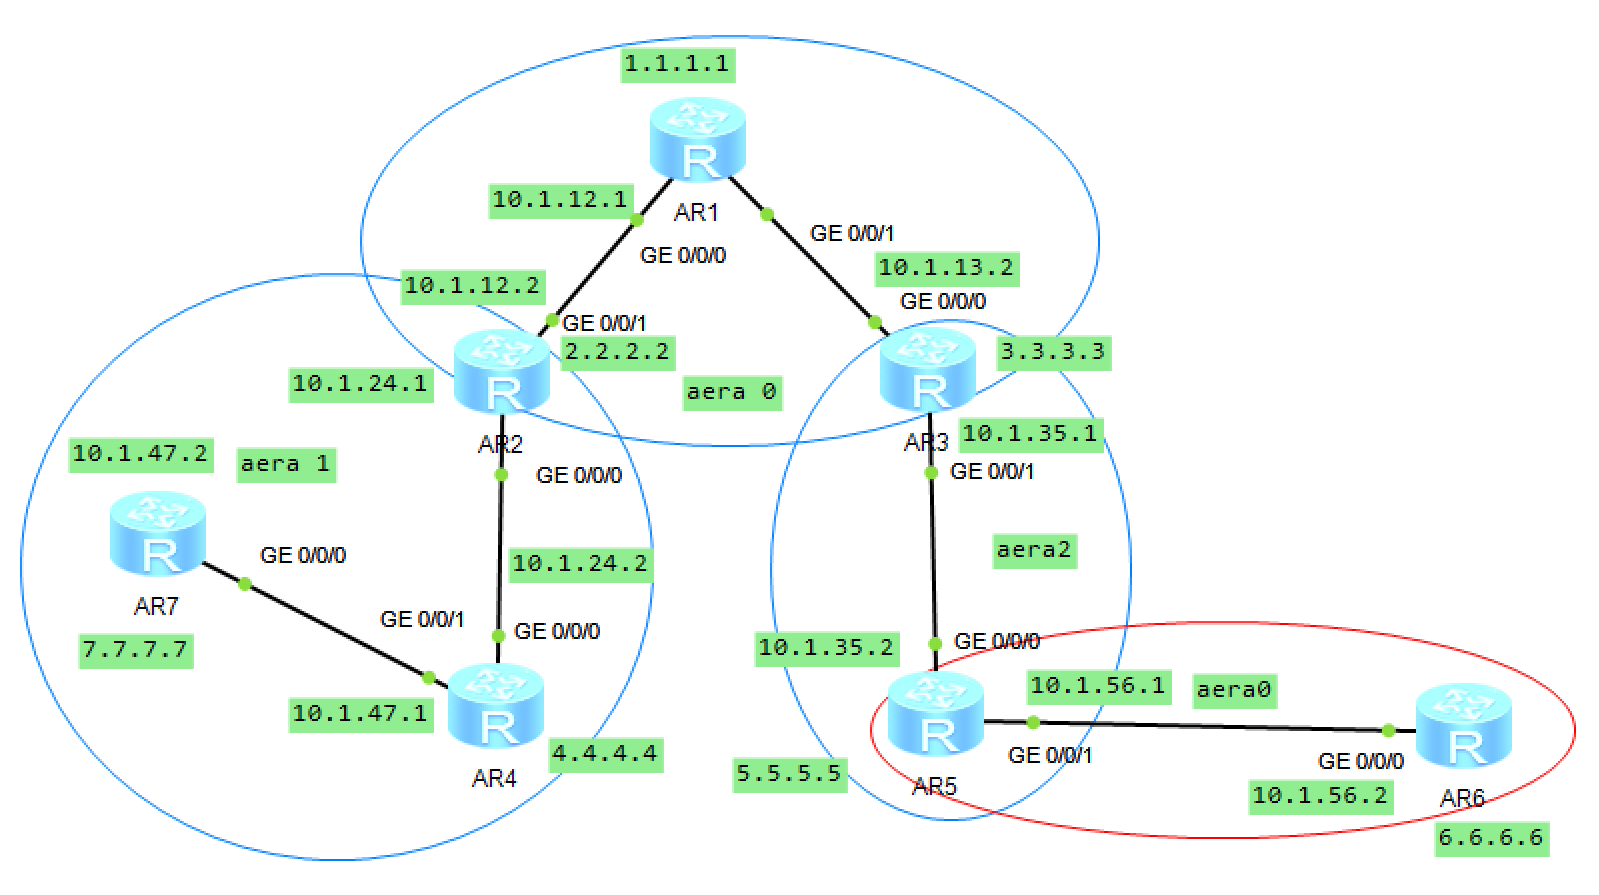 1.1.1.1
R
10.1.12.1
AR1
GE 0/0/1
GE 0/0/0
10.1.13.2
10.1.12.2
GE 0/0/0
GE 0/0/1
2.2.2.2
3.3.3.3
R
R
10.1.24.1
aera 0
AR2
AR3
10.1.35.1
10.1.47.2
aera 1
GE 0/0/0
GE 0/0/1
R
GE 0/0/0
10.1.24.2
aera2
AR7
GE 0/0/1
GE 0/0/0
7.7.7.7
10.1.35.2
GE 0/0/0
10.1.56.1
aera0
10.1.47.1
R
R
R
4.4.4.4
GE 0/0/1
GE 0/0/0
AR4
5.5.5.5
AR5
10.1.56.2
AR6
6.6.6.6